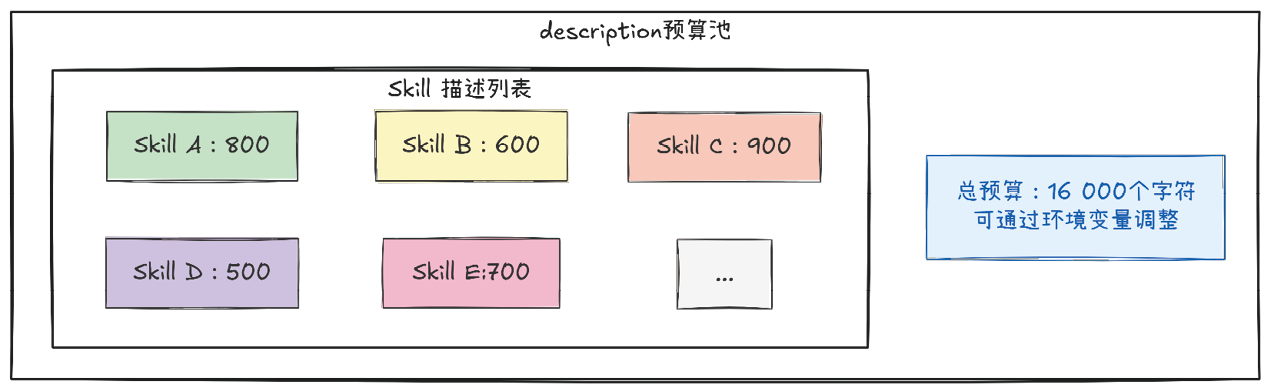 description预算池
Skill 描述列表
Skill A：800
Skill B：600
Skill C：900
Skill D：500
Skill E:700
...
总预算：16 000个字符
可通过环境变量调整